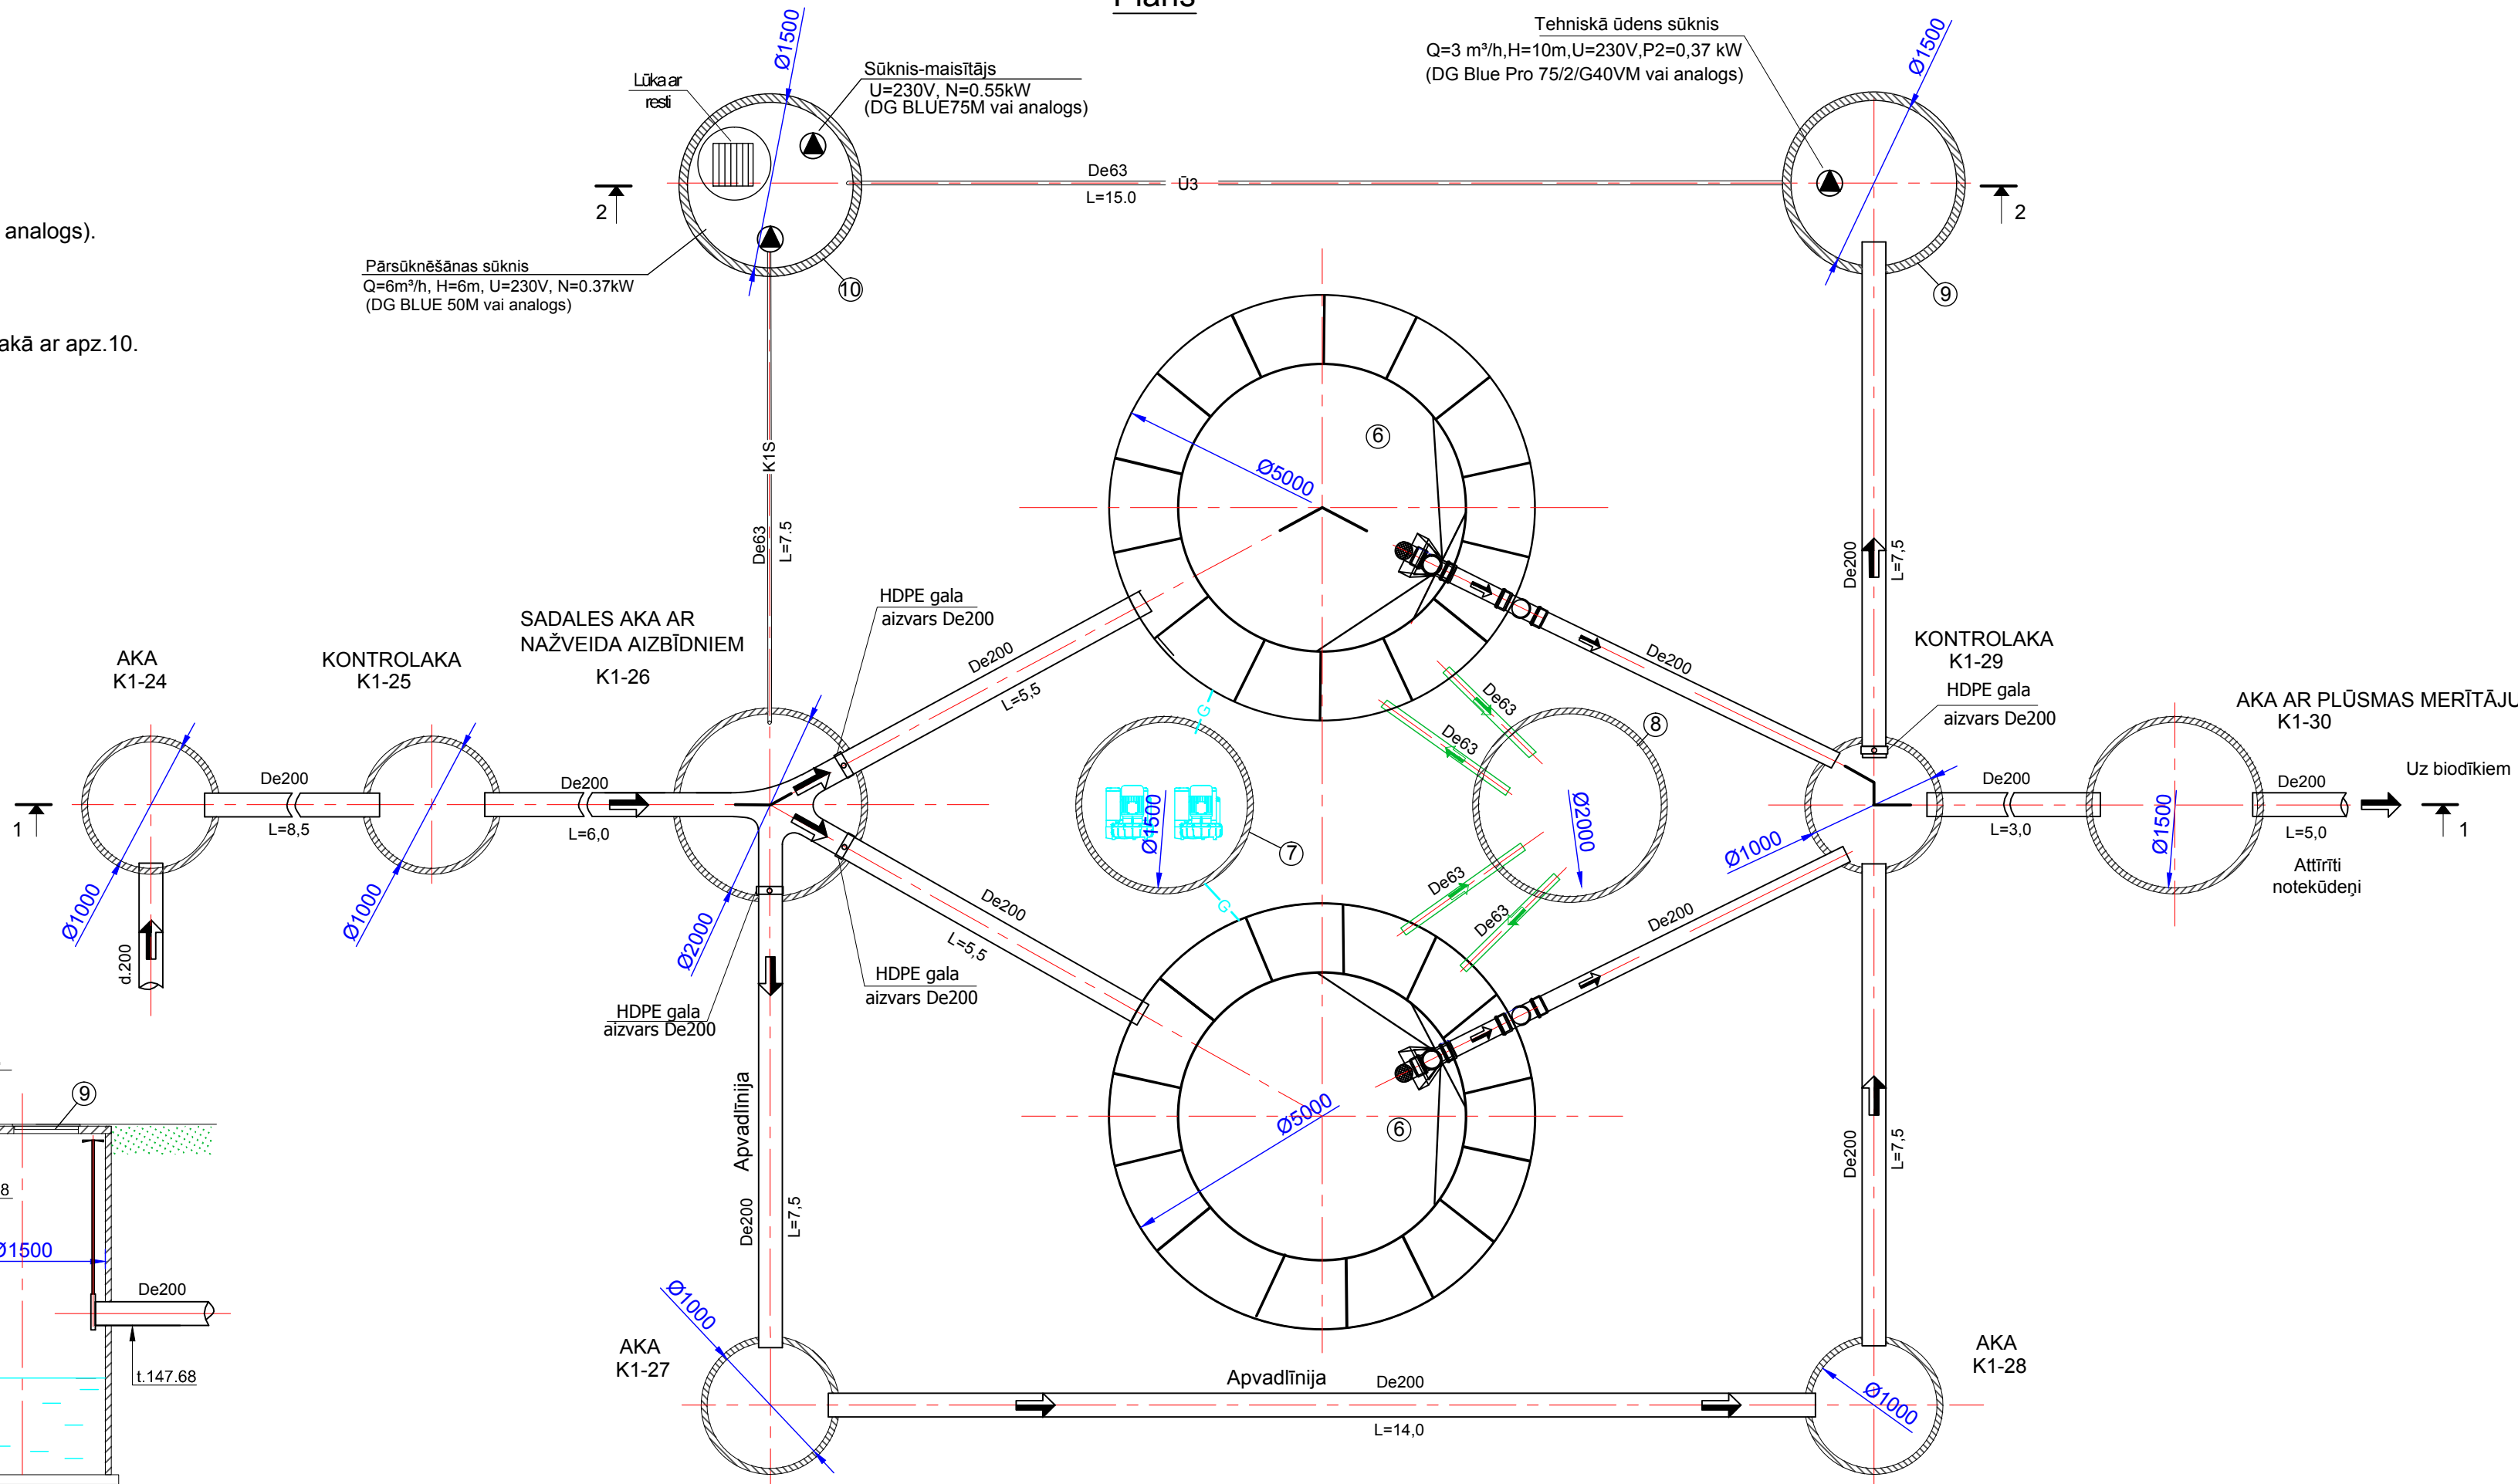 Plāns
Ø1500
Lūka ar
resti
Sūknis-maisītājs
U=230V, N=0.55kW
(DG BLUE75M vai analogs)
Tehniskā ūdens sūknis
Q=3 m³/h,H=10m,U=230V,P2=0,37 kW
(DG Blue Pro 75/2/G40VM vai analogs)
Ø1500
De63
Ū3
L=15.0
2
2
analogs).
Pārsūknēšānas sūknis
Q=6m³/h, H=6m, U=230V, N=0.37kW
(DG BLUE 50M vai analogs)
10
9
akā ar apz.10.
6
Ø5000
K1S
De63
L=7.5
De200
L=7,5
HDPE gala
aizvars De200
SADALES AKA AR
NAŽVEIDA AIZBĪDNIEM
K1-26
AKA
K1-24
KONTROLAKA
K1-25
De200
L=5,5
De200
KONTROLAKA
K1-29
HDPE gala
aizvars De200
AKA AR PLŪSMAS MERĪTĀJU
K1-30
G
De63
De63
8
De200
L=8,5
De200
L=6,0
Ø1500
7
Ø2000
Ø1000
De200
L=3,0
Ø1500
De200
L=5,0
Uz biodīkiem
1
1
Attīrīti
notekūdeņi
Ø1000
d.200
Ø1000
Ø2000
De200
L=5,5
G
De63
De63
De200
HDPE gala
aizvars De200
HDPE gala
aizvars De200
Apvadlīnija
De200
L=7,5
Ø5000
6
De200
L=7,5
9
8
Ø1500
De200
t.147.68
Ø1000
AKA
K1-27
Apvadlīnija
De200
L=14,0
AKA
K1-28
Ø1000